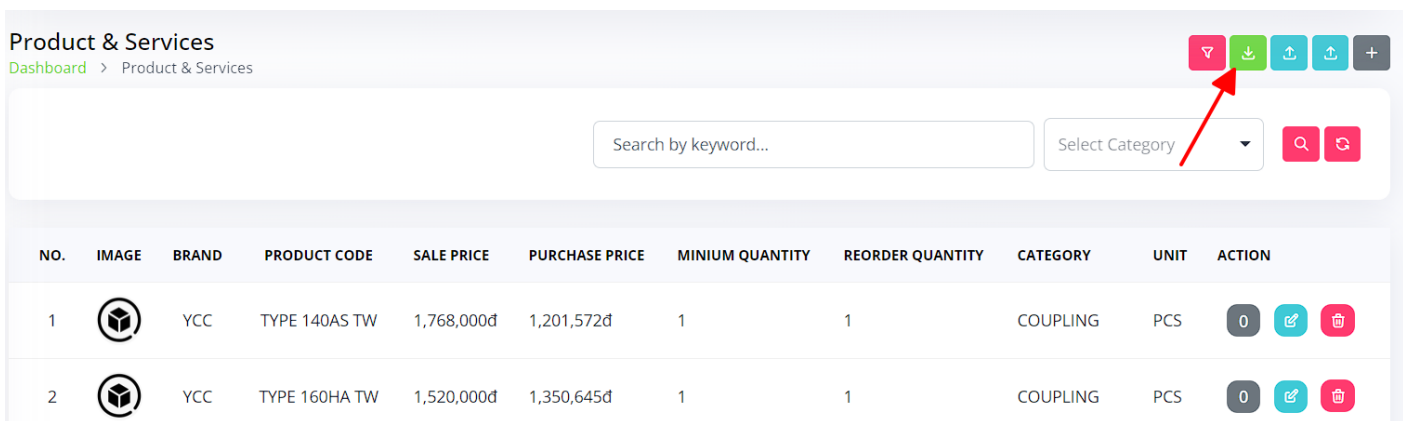 Product & Services
Dashboard > Product & Services
Search by keyword... Select Category
NO. IMAGE BRAND PRODUCT CODE SALE PRICE PURCHASE PRICE MINIUM QUANTITY REORDER QUANTITY CATEGORY UNIT ACTION
1 YCC TYPE 140AS TW 1,768,000đ 1,201,572đ 1 1 COUPLING PCS 0
2 YCC TYPE 160HA TW 1,520,000đ 1,350,645đ 1 1 COUPLING PCS 0